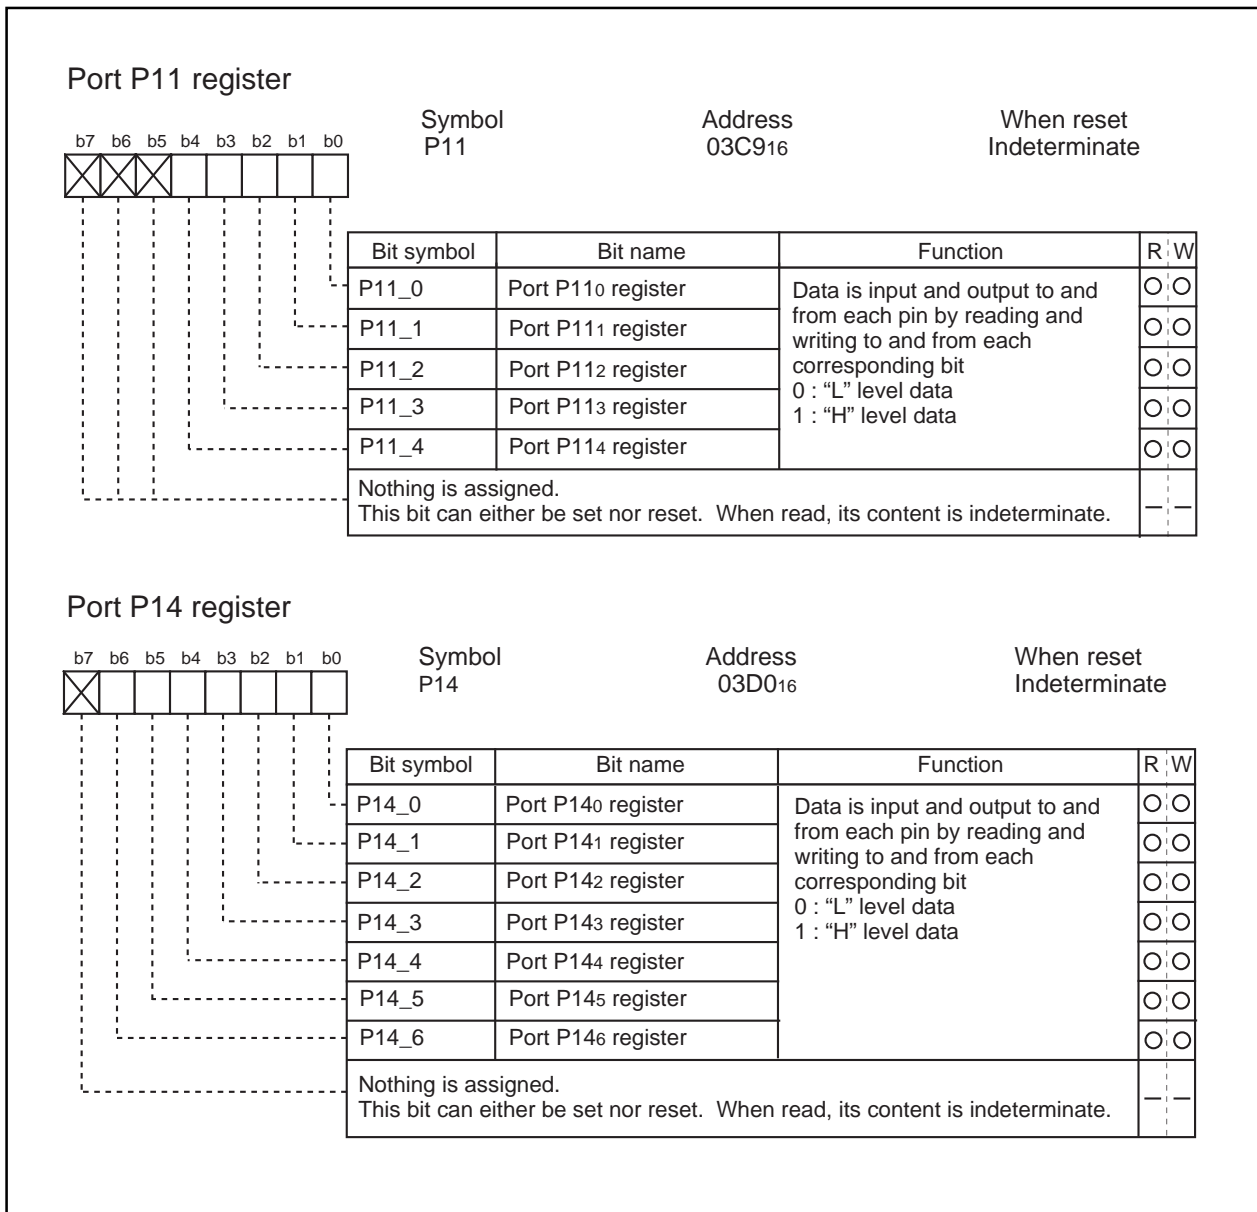 Port P11 register
Symbol Address When reset
P11 03C916 Indeterminate
b7 b6 b5 b4 b3 b2 b1 b0
Bit symbol Bit name Function R W
P11_0 Port P110 register
P11_1 Port P111 register
P11_2 Port P112 register
P11_3 Port P113 register
P11_4 Port P114 register
Data is input and output to and
from each pin by reading and
writing to and from each
corresponding bit
0 : “L” level data
1 : “H” level data
Nothing is assigned.
This bit can either be set nor reset. When read, its content is indeterminate.
Port P14 register
Symbol Address When reset
P14 03D016 Indeterminate
b7 b6 b5 b4 b3 b2 b1 b0
Bit symbol Bit name Function R W
P14_0 Port P140 register
P14_1 Port P141 register
P14_2 Port P142 register
P14_3 Port P143 register
P14_4 Port P144 register
P14_5 Port P145 register
P14_6 Port P146 register
Data is input and output to and
from each pin by reading and
writing to and from each
corresponding bit
0 : “L” level data
1 : “H” level data
Nothing is assigned.
This bit can either be set nor reset. When read, its content is indeterminate.